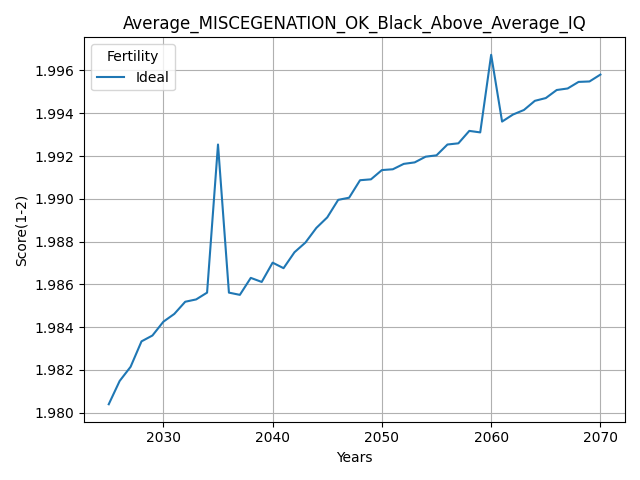 Average_MISCEGENATION_OK_Black_Above_Average_IQ
Fertility
Ideal
1.996
1.994
1.992
1.990
1.988
1.986
1.984
1.982
1.980
Score(1-2)
2030 2040 2050 2060 2070
Years